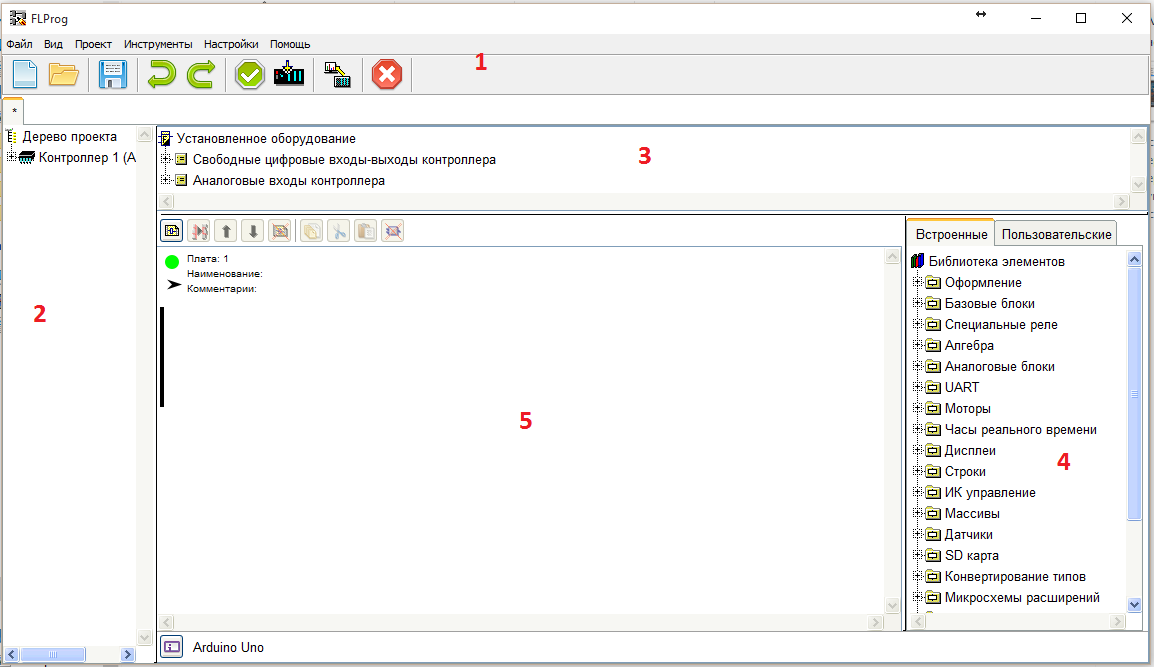 FLProg
Файл Вид Проект Инструменты Настройки Помощь
1
*
Дерево проекта
Контроллер 1 (А
2
Установленное оборудование
Свободные цифровые входы-выходы контроллера
Аналоговые входы контроллера
3
Плата: 1
Наименование:
Комментарии:
5
Встроенные Пользовательские
Библиотека элементов
Оформление
Базовые блоки
Специальные реле
Алгебра
Аналоговые блоки
UART
Моторы
Часы реального времени
Дисплеи
4
Строки
ИК управление
Массивы
Датчики
SD карта
Конвертирование типов
Микросхемы расширений
Arduino Uno